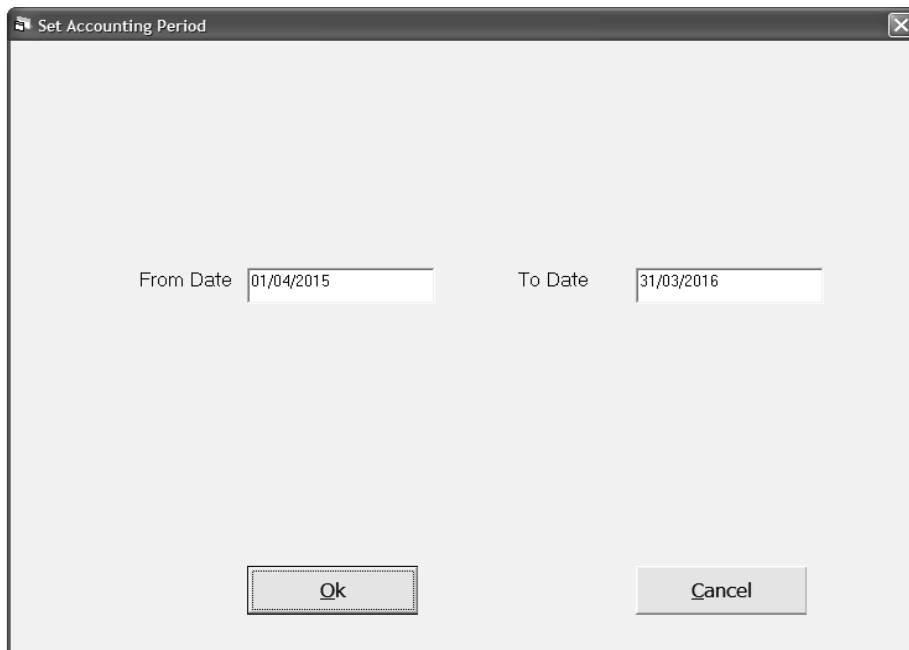 Set Accounting Period
From Date 01/04/2015 To Date 31/03/2016
Ok Cancel